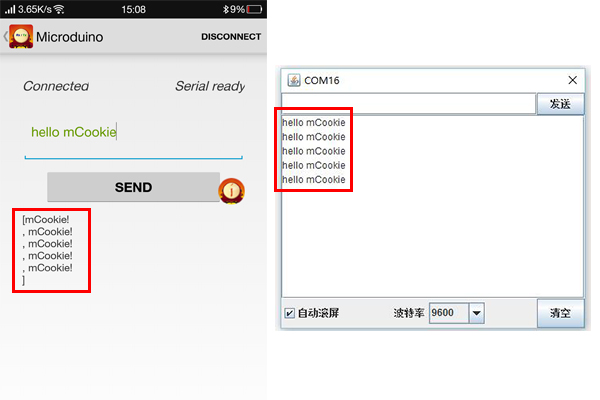 3.65K/s 15:08 9%
Microduino DISCONNECT
Connected Serial ready
hello mCookie
SEND
[mCookie!
, mCookie!
, mCookie!
, mCookie!
, mCookie!
]
COM16
发送
hello mCookie
hello mCookie
hello mCookie
hello mCookie
hello mCookie
自动滚屏 波特率 9600 清空